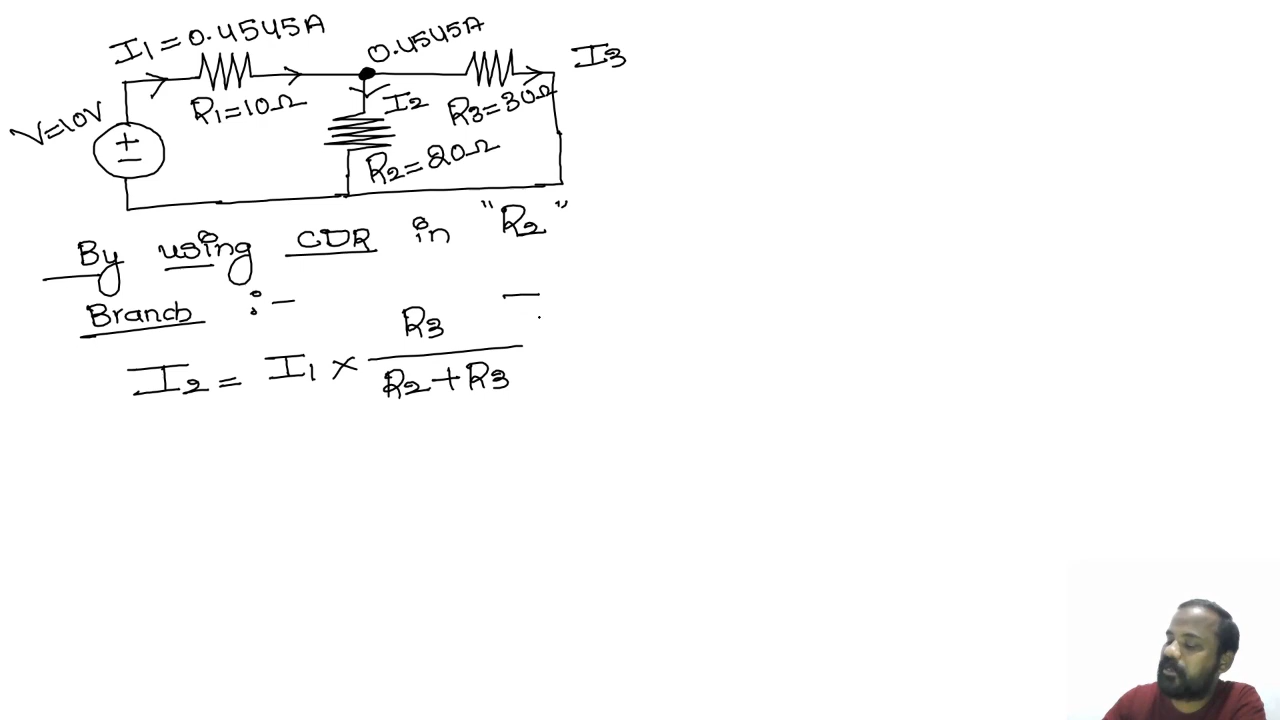 I1 = 0.4545A
0.4545A
I3
V=10V
+
−
R1=10Ω
I2
R3=30Ω
R2=20Ω
By using CDR in "R2"
Branch :-
I2 = I1 × R3 / R2+R3